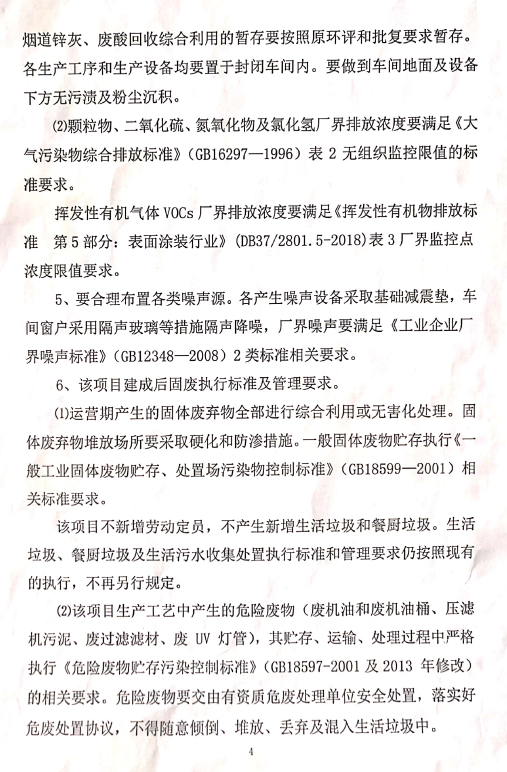 烟道锌灰、废酸回收综合利用的暂存要按照原环评和批复要求暂存。
各生产工序和生产设备均要置于封闭车间内。要做到车间地面及设备
下方无污渍及粉尘沉积。
⑵颗粒物、二氧化硫、氮氧化物及氯化氢厂界排放浓度要满足《大
气污染物综合排放标准》（GB16297—1996）表 2 无组织监控限值的标
准要求。
挥发性有机气体 VOCs 厂界排放浓度要满足《挥发性有机物排放标
准　第 5 部分：表面涂装行业》(DB37/2801.5-2018)表 3 厂界监控点
浓度限值要求。
5、要合理布置各类噪声源。各产生噪声设备采取基础减震垫，车
间窗户采用隔声玻璃等措施隔声降噪，厂界噪声要满足《工业企业厂
界噪声标准》（GB12348—2008）2 类标准相关要求。
6、该项目建成后固废执行标准及管理要求。
⑴运营期产生的固体废弃物全部进行综合利用或无害化处理。固
体废弃物堆放场所要采取硬化和防渗措施。一般固体废物贮存执行《一
般工业固体废物贮存、处置场污染物控制标准》（GB18599—2001）相
关标准要求。
该项目不新增劳动定员，不产生新增生活垃圾和餐厨垃圾。生活
垃圾、餐厨垃圾及生活污水收集处置执行标准和管理要求仍按照现有
的执行，不再另行规定。
⑵该项目生产工艺中产生的危险废物（废机油和废机油桶、压滤
机污泥、废过滤滤材、废 UV 灯管），其贮存、运输、处理过程中严格
执行《危险废物贮存污染控制标准》（GB18597-2001 及 2013 年修改）
的相关要求。危险废物要交由有资质危废处理单位安全处置，落实好
危废处置协议，不得随意倾倒、堆放、丢弃及混入生活垃圾中。
4